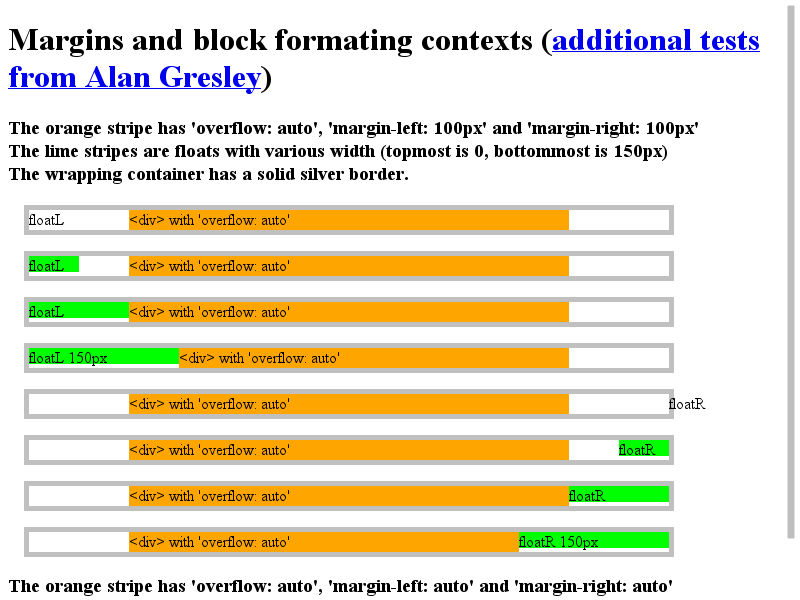 Margins and block formating contexts (additional tests
from Alan Gresley)
The orange stripe has 'overflow: auto', 'margin-left: 100px' and 'margin-right: 100px'
The lime stripes are floats with various width (topmost is 0, bottommost is 150px)
The wrapping container has a solid silver border.
floatL <div> with 'overflow: auto'
floatL <div> with 'overflow: auto'
floatL <div> with 'overflow: auto'
floatL 150px <div> with 'overflow: auto'
<div> with 'overflow: auto' floatR
<div> with 'overflow: auto' floatR
<div> with 'overflow: auto' floatR
<div> with 'overflow: auto' floatR 150px
The orange stripe has 'overflow: auto', 'margin-left: auto' and 'margin-right: auto'